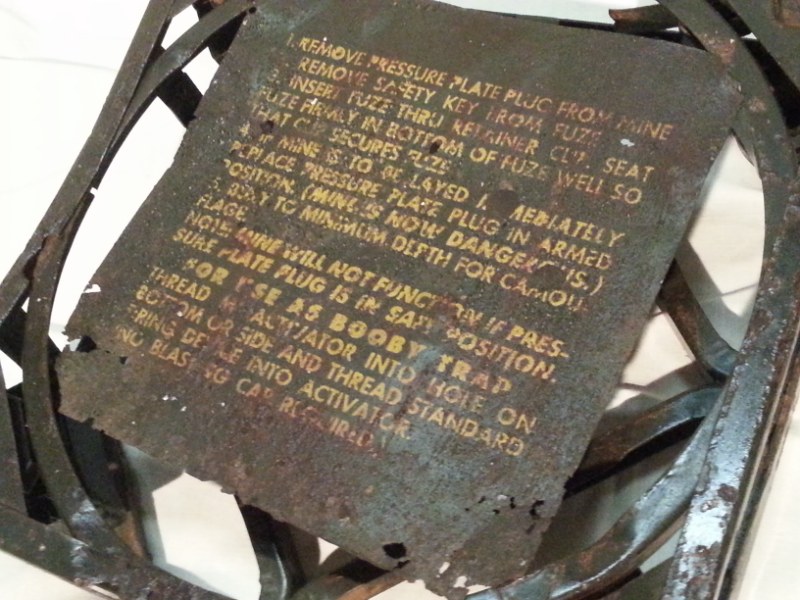 1. REMOVE PRESSURE PLATE PLUG FROM MINE
REMOVE SAFETY KEY FROM FUZE
3. INSERT FUZE THRU RETAINER CLIP. SEAT
FUZE FIRMLY IN BOTTOM OF FUZE WELL SO
THAT CLIP SECURES FUZE.
4. IF MINE IS TO BE LAYED IMMEDIATELY
REPLACE PRESSURE PLATE PLUG IN ARMED
POSITION. (MINE IS NOW DANGEROUS.)
5. BURY TO MINIMUM DEPTH FOR CAMOU-
FLAGE.
NOTE: MINE WILL NOT FUNCTION IF PRES-
SURE PLATE PLUG IS IN SAFE POSITION.
FOR USE AS BOOBY TRAP
THREAD ACTIVATOR INTO HOLE ON
BOTTOM OR SIDE AND THREAD STANDARD
DEVICE INTO ACTIVATOR.
(NO BLASTING CAP REQUIRED.)